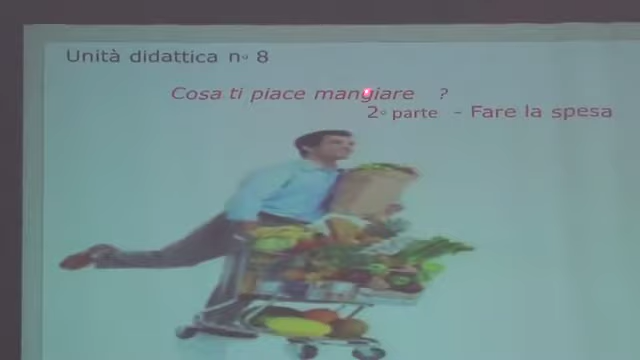 Unità didattica n° 8
Cosa ti piace mangiare ?
2° parte - Fare la spesa